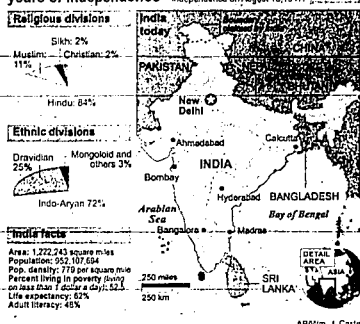 years of independence
Religious divisions
Sikh: 2%
Muslim: Christian: 2%
11%
Hindu: 84%
Ethnic divisions
Dravidian Mongoloid and
25% others 3%
Indo-Aryan 72%
India facts
Area: 1,222,243 square miles
Population: 952,107,694
Pop. density: 779 per square mile
Percent living in poverty (living
on less than 1 dollar a day): 52.5
Life expectancy: 62%
Adult literacy: 48%
India
today
CHINA
PAKISTAN
New
Delhi
Ahmadabad
Calcutta
INDIA
Bombay
Hyderabad
BANGLADESH
Arabian
Sea
Bay of Bengal
Bangalore
Madras
250 miles
250 km
SRI
LANKA
DETAIL
AREA